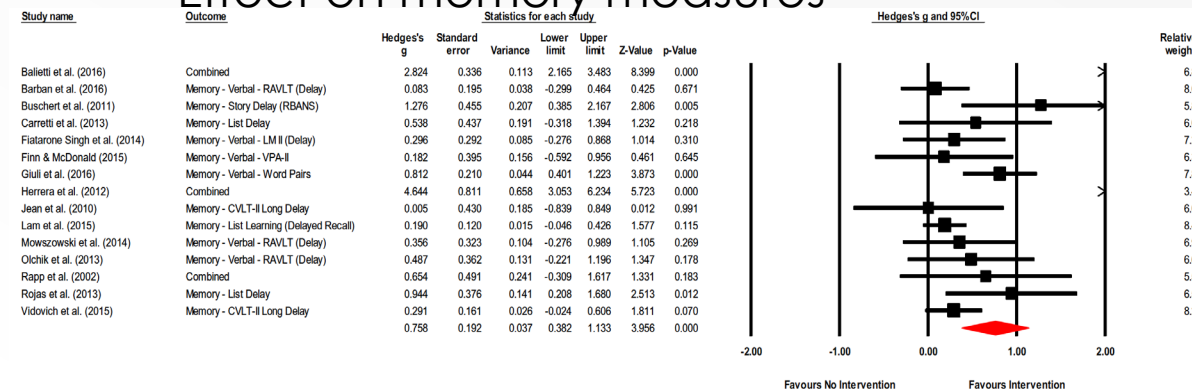 Effect on memory measures
Study name Outcome Statistics for each study Hedges's g and 95%CI
Hedges's Standard Lower Upper Relative
g error Variance limit limit Z-Value p-Value weigh
Balietti et al. (2016) Combined 2.824 0.336 0.113 2.165 3.483 8.399 0.000 6.
Barban et al. (2016) Memory - Verbal - RAVLT (Delay) 0.083 0.195 0.038 -0.299 0.464 0.425 0.671 8.
Buschert et al. (2011) Memory - Story Delay (RBANS) 1.276 0.455 0.207 0.385 2.167 2.806 0.005 5.
Carretti et al. (2013) Memory - List Delay 0.538 0.437 0.191 -0.318 1.394 1.232 0.218 6.
Fiatarone Singh et al. (2014) Memory - Verbal - LM II (Delay) 0.296 0.292 0.085 -0.276 0.868 1.014 0.310 7.
Finn & McDonald (2015) Memory - Verbal - VPA-II 0.182 0.395 0.156 -0.592 0.956 0.461 0.645 6.
Giuli et al. (2016) Memory - Verbal - Word Pairs 0.812 0.210 0.044 0.401 1.223 3.873 0.000 7.
Herrera et al. (2012) Combined 4.644 0.811 0.658 3.053 6.234 5.723 0.000 3.
Jean et al. (2010) Memory - CVLT-II Long Delay 0.005 0.430 0.185 -0.839 0.849 0.012 0.991 6.
Lam et al. (2015) Memory - List Learning (Delayed Recall) 0.190 0.120 0.015 -0.046 0.426 1.577 0.115 8.
Mowszowski et al. (2014) Memory - Verbal - RAVLT (Delay) 0.356 0.323 0.104 -0.276 0.989 1.105 0.269 6.
Olchik et al. (2013) Memory - Verbal - RAVLT (Delay) 0.487 0.362 0.131 -0.221 1.196 1.347 0.178 6.
Rapp et al. (2002) Combined 0.654 0.491 0.241 -0.309 1.617 1.331 0.183 5.
Rojas et al. (2013) Memory - List Delay 0.944 0.376 0.141 0.208 1.680 2.513 0.012 6.
Vidovich et al. (2015) Memory - CVLT-II Long Delay 0.291 0.161 0.026 -0.024 0.606 1.811 0.070 8.
0.758 0.192 0.037 0.382 1.133 3.956 0.000
-2.00 -1.00 0.00 1.00 2.00
Favours No Intervention Favours Intervention